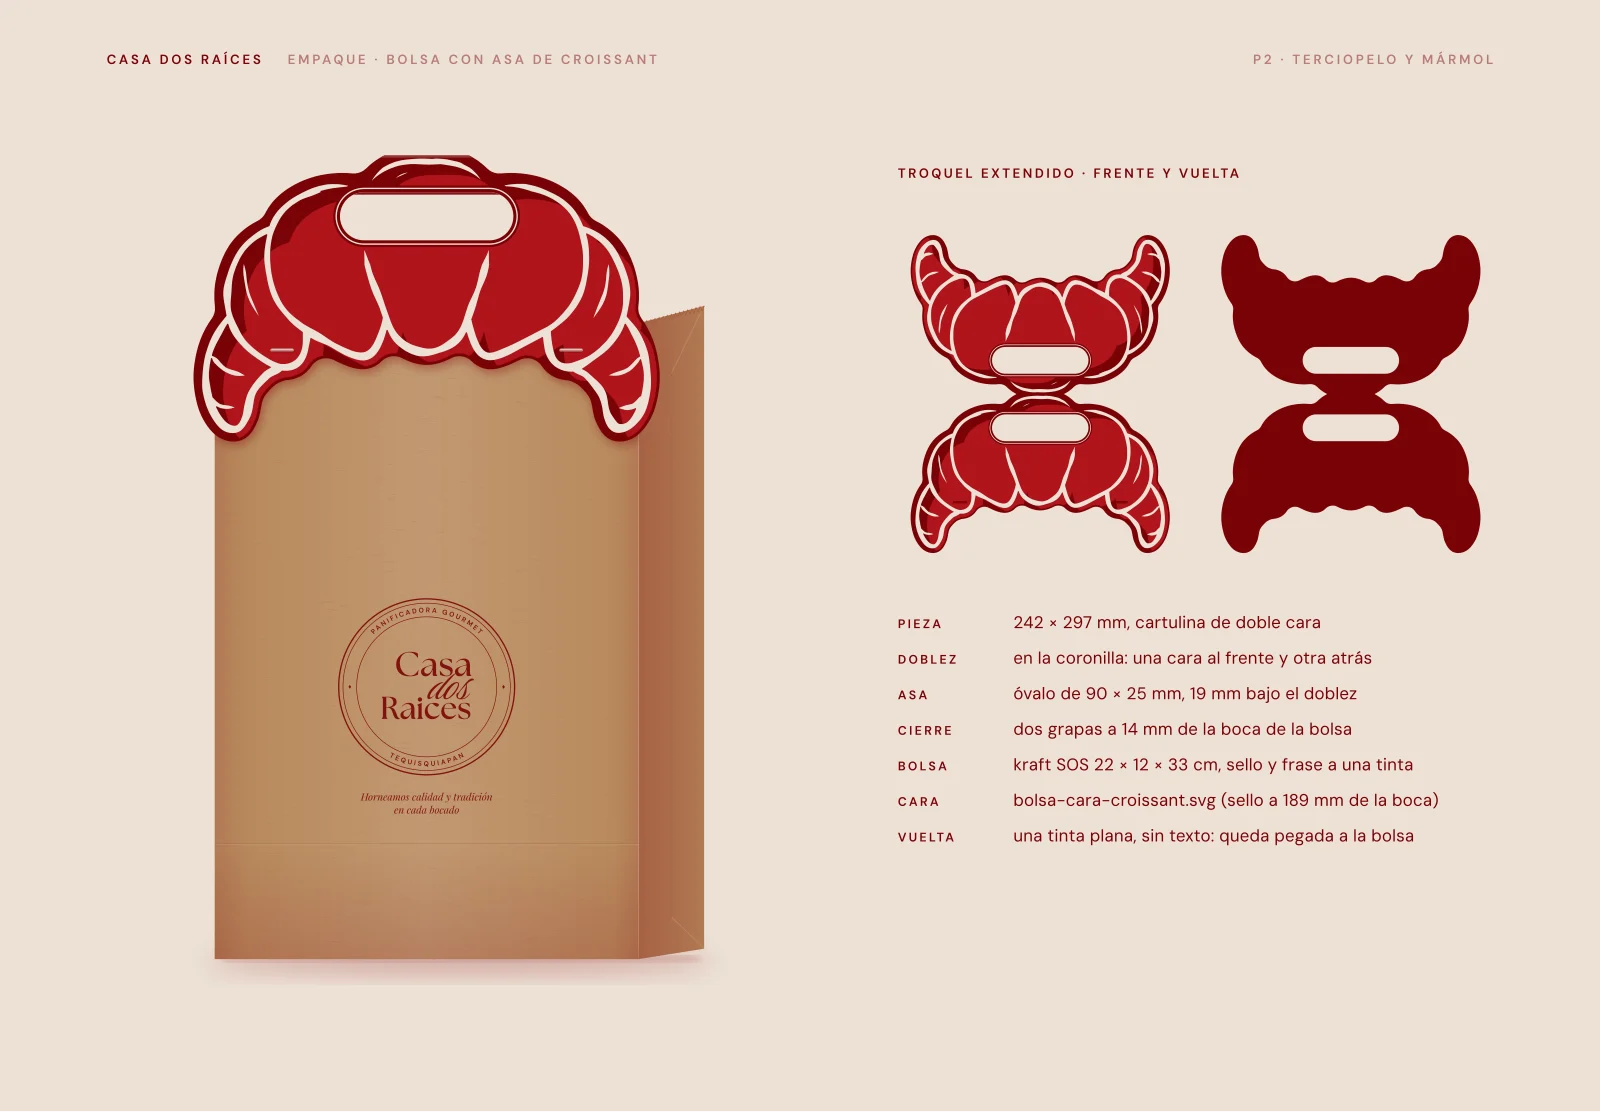 CASA DOS RAÍCES EMPAQUE · BOLSA CON ASA DE CROISSANT
P2 · TERCIOPELO Y MÁRMOL
PANIFICADORA GOURMET
Casa
dos
Raíces
TEQUISQUIAPAN
Horneamos calidad y tradición
en cada bocado
TROQUEL EXTENDIDO · FRENTE Y VUELTA
PIEZA 242 × 297 mm, cartulina de doble cara
DOBLEZ en la coronilla: una cara al frente y otra atrás
ASA óvalo de 90 × 25 mm, 19 mm bajo el doblez
CIERRE dos grapas a 14 mm de la boca de la bolsa
BOLSA kraft SOS 22 × 12 × 33 cm, sello y frase a una tinta
CARA bolsa-cara-croissant.svg (sello a 189 mm de la boca)
VUELTA una tinta plana, sin texto: queda pegada a la bolsa